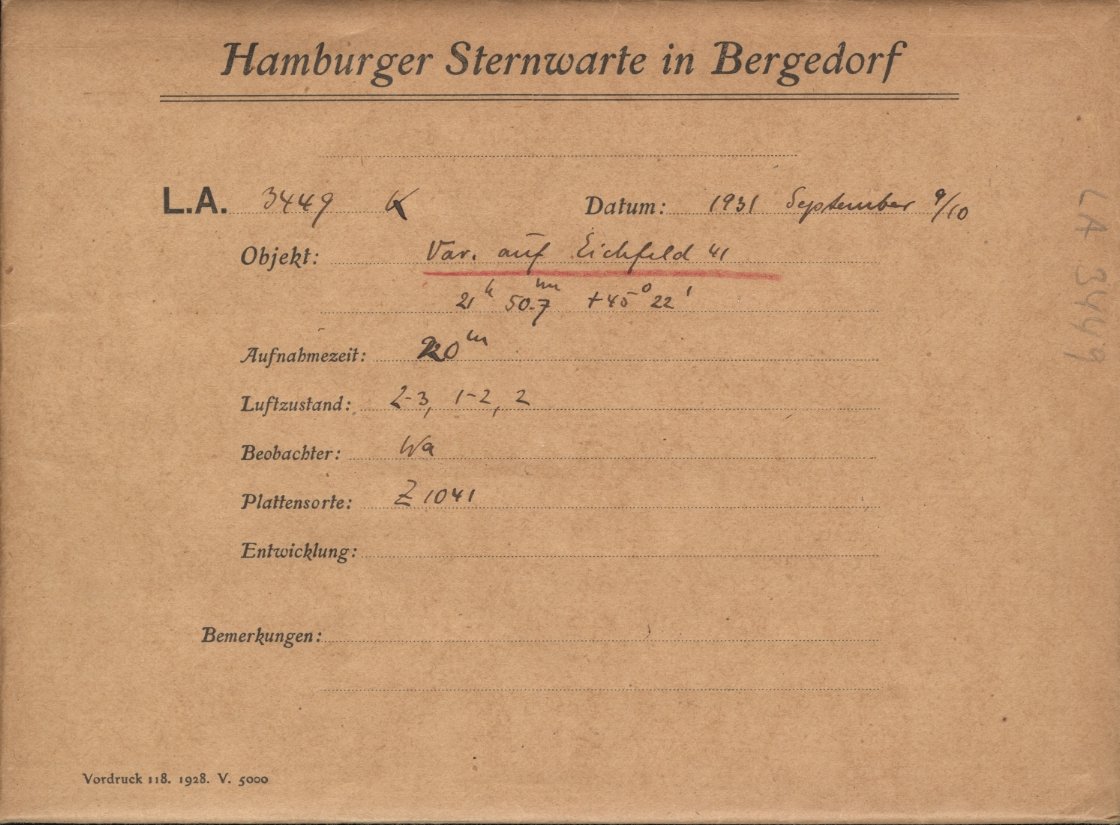 Hamburger Sternwarte in Bergedorf
L.A. 3449 K Datum: 1931 September 9/10
Objekt: Var. auf Eichfeld 41
21h 50.7m +45° 22'
Aufnahmezeit: 20m
Luftzustand: 2-3, 1-2, 2
Beobachter: Wa
Plattensorte: Z 1041
Entwicklung:
Bemerkungen:
Vordruck 118. 1928. V. 5000
LA 3449